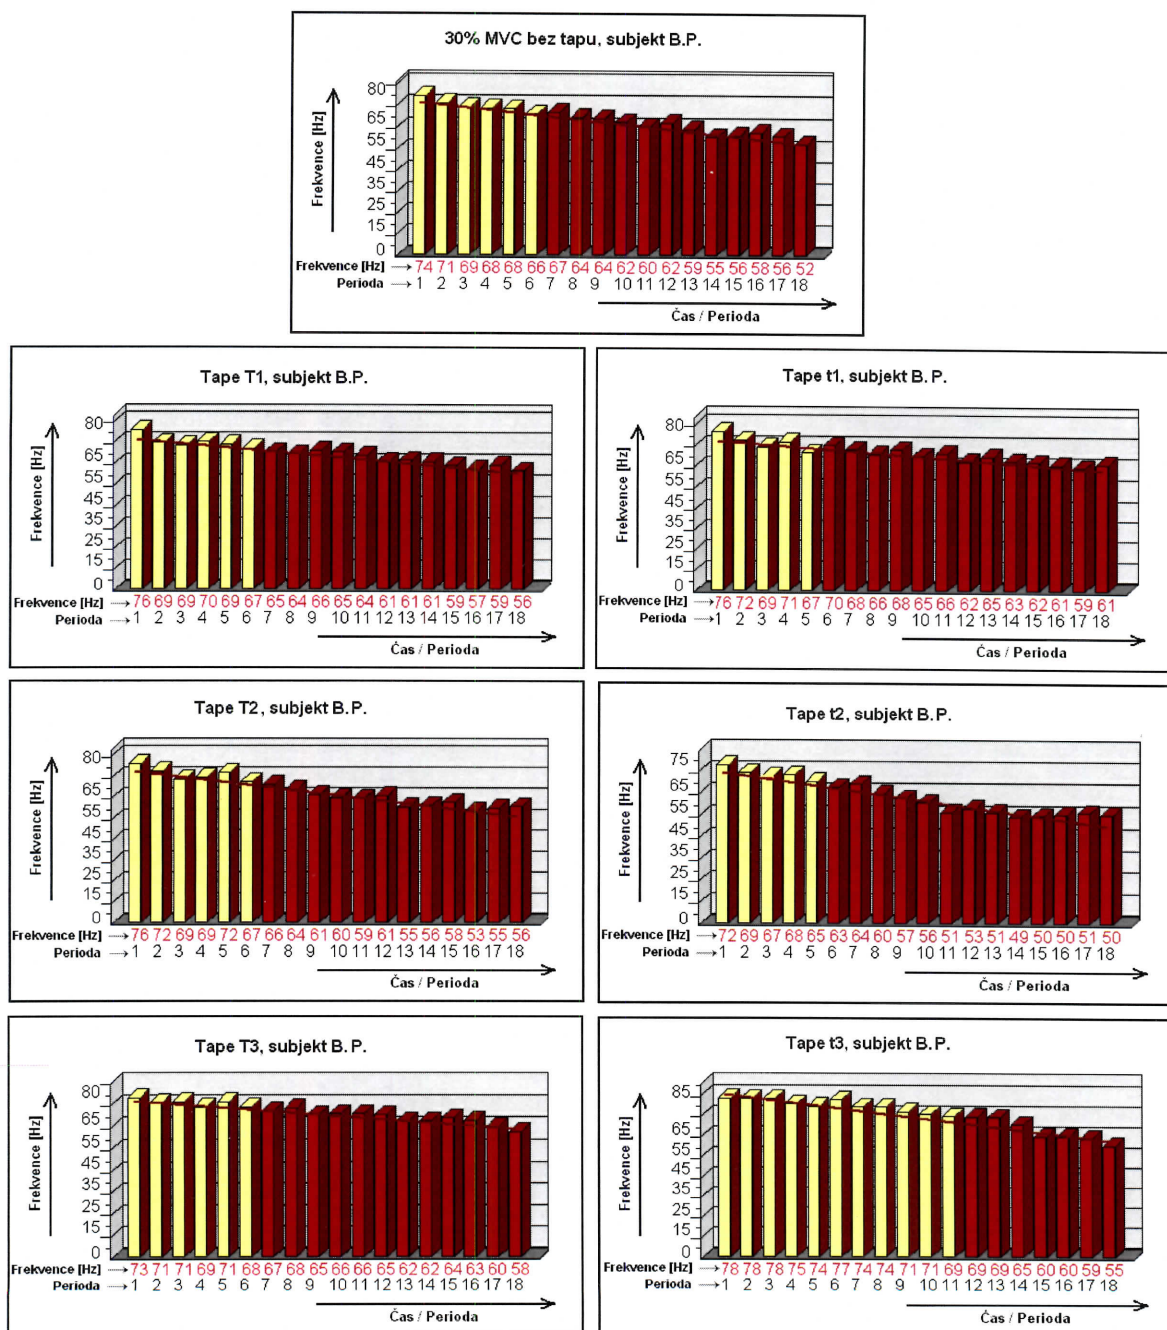 30% MVC bez tapu, subjekt B.P.
Frekvence [Hz]
80
65
55
45
35
25
15
0
Frekvence [Hz] → 74 71 69 68 68 66 67 64 64 62 60 62 59 55 56 58 56 52
Perioda → 1 2 3 4 5 6 7 8 9 10 11 12 13 14 15 16 17 18
Čas / Perioda
Tape T1, subjekt B.P.
Frekvence [Hz]
80
65
55
45
35
25
15
0
Frekvence [Hz] → 76 69 69 70 69 67 65 64 66 65 64 61 61 61 59 57 59 56
Perioda → 1 2 3 4 5 6 7 8 9 10 11 12 13 14 15 16 17 18
Čas / Perioda
Tape t1, subjekt B.P.
Frekvence [Hz]
80
65
55
45
35
25
15
0
Frekvence [Hz] → 76 72 69 71 67 70 68 66 68 65 66 62 65 63 62 61 59 61
Perioda → 1 2 3 4 5 6 7 8 9 10 11 12 13 14 15 16 17 18
Čas / Perioda
Tape T2, subjekt B.P.
Frekvence [Hz]
80
65
55
45
35
25
15
0
Frekvence [Hz] → 76 72 69 69 72 67 66 64 61 60 59 61 55 56 58 53 55 56
Perioda → 1 2 3 4 5 6 7 8 9 10 11 12 13 14 15 16 17 18
Čas / Perioda
Tape t2, subjekt B.P.
Frekvence [Hz]
75
65
55
45
35
25
15
0
Frekvence [Hz] → 72 69 67 68 65 63 64 60 57 56 51 53 51 49 50 50 51 50
Perioda → 1 2 3 4 5 6 7 8 9 10 11 12 13 14 15 16 17 18
Čas / Perioda
Tape T3, subjekt B.P.
Frekvence [Hz]
80
65
55
45
35
25
15
0
Frekvence [Hz] → 73 71 71 69 71 68 67 68 65 66 66 65 62 62 64 63 60 58
Perioda → 1 2 3 4 5 6 7 8 9 10 11 12 13 14 15 16 17 18
Čas / Perioda
Tape t3, subjekt B.P.
Frekvence [Hz]
85
65
55
45
35
25
15
0
Frekvence [Hz] → 78 78 78 75 74 77 74 74 71 71 69 69 69 65 60 60 59 55
Perioda → 1 2 3 4 5 6 7 8 9 10 11 12 13 14 15 16 17 18
Čas / Perioda